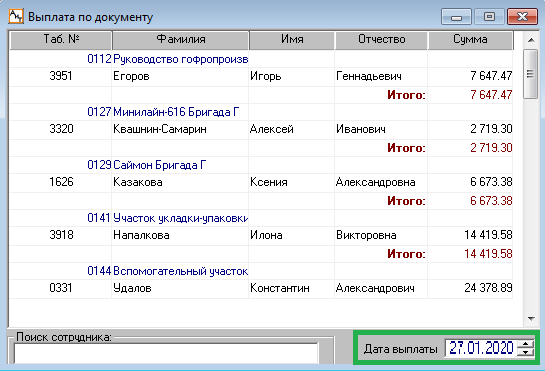 Выплата по документу
Таб. № Фамилия Имя Отчество Сумма
0112 Руководство гофропроизв
3951 Егоров Игорь Геннадьевич 7 647.47
Итого: 7 647.47
0127 Минилайн-616 Бригада Г
3320 Квашнин-Самарин Алексей Иванович 2 719.30
Итого: 2 719.30
0129 Саймон Бригада Г
1626 Казакова Ксения Александровна 6 673.38
Итого: 6 673.38
0141 Участок укладки-упаковки
3918 Напалкова Илона Викторовна 14 419.58
Итого: 14 419.58
0144 Вспомогательный участок
0331 Удалов Константин Александрович 24 378.89
Поиск сотрудника:
Дата выплаты 27.01.2020